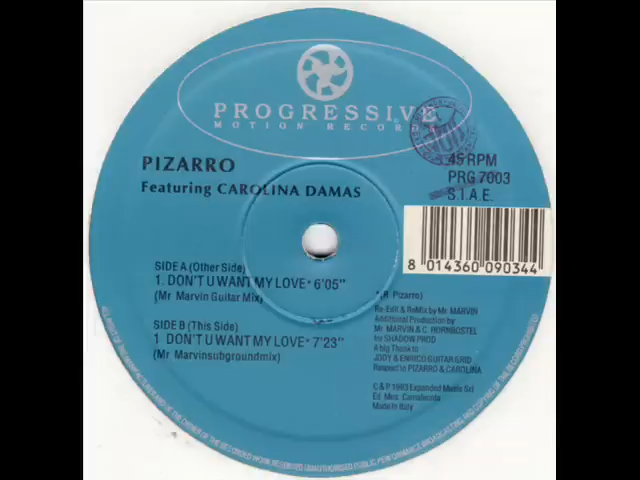 PROGRESSIVE
MOTION RECORDS
PIZARRO
Featuring CAROLINA DAMAS
45 RPM
PRG 7003
S.I.A.E.
8 014360 090344
SIDE A (Other Side)
1. DON'T U WANT MY LOVE* 6'05"
(Mr Marvin Guitar Mix)
SIDE B (This Side)
1 DON'T U WANT MY LOVE* 7'23"
(Mr Marvinsubgroundmix)
*(R. Pizarro)
Re-Edit & ReMix by Mr. MARVIN
Additional Production by
Mr. MARVIN & C. HORNBOSTEL
for SHADOW PROD
A big Thank to
JODY & ENRICO GUITAR GRID
Respect to PIZARRO & CAROLINA
C & P 1993 Expanded Music Srl
Ed. Mus.
Made in Italy